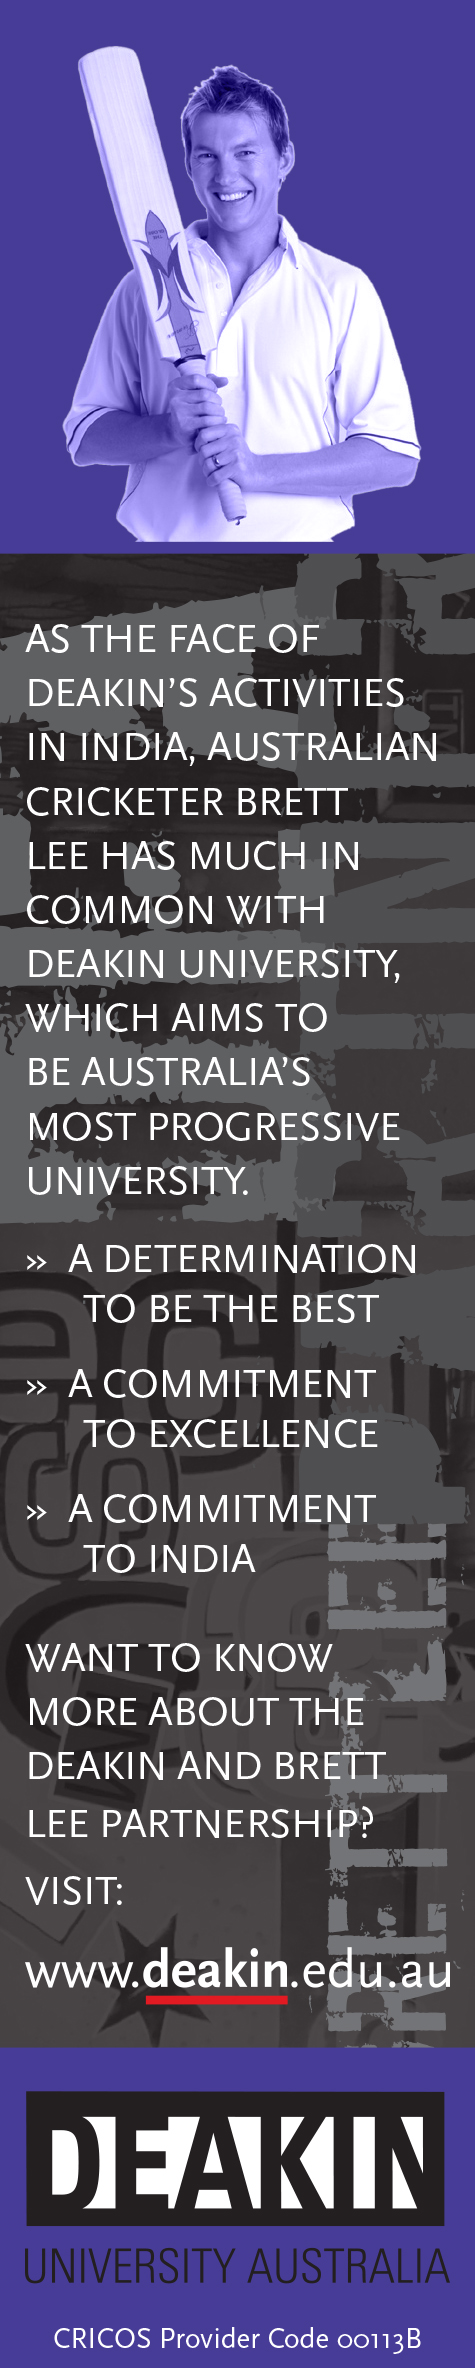 AS THE FACE OF
DEAKIN'S ACTIVITIES
IN INDIA, AUSTRALIAN
CRICKETER BRETT
LEE HAS MUCH IN
COMMON WITH
DEAKIN UNIVERSITY,
WHICH AIMS TO
BE AUSTRALIA'S
MOST PROGRESSIVE
UNIVERSITY.
» A DETERMINATION
TO BE THE BEST
» A COMMITMENT
TO EXCELLENCE
» A COMMITMENT
TO INDIA
WANT TO KNOW
MORE ABOUT THE
DEAKIN AND BRETT
LEE PARTNERSHIP?
VISIT:
www.deakin.edu.au
DEAKIN
UNIVERSITY AUSTRALIA
CRICOS Provider Code 00113B